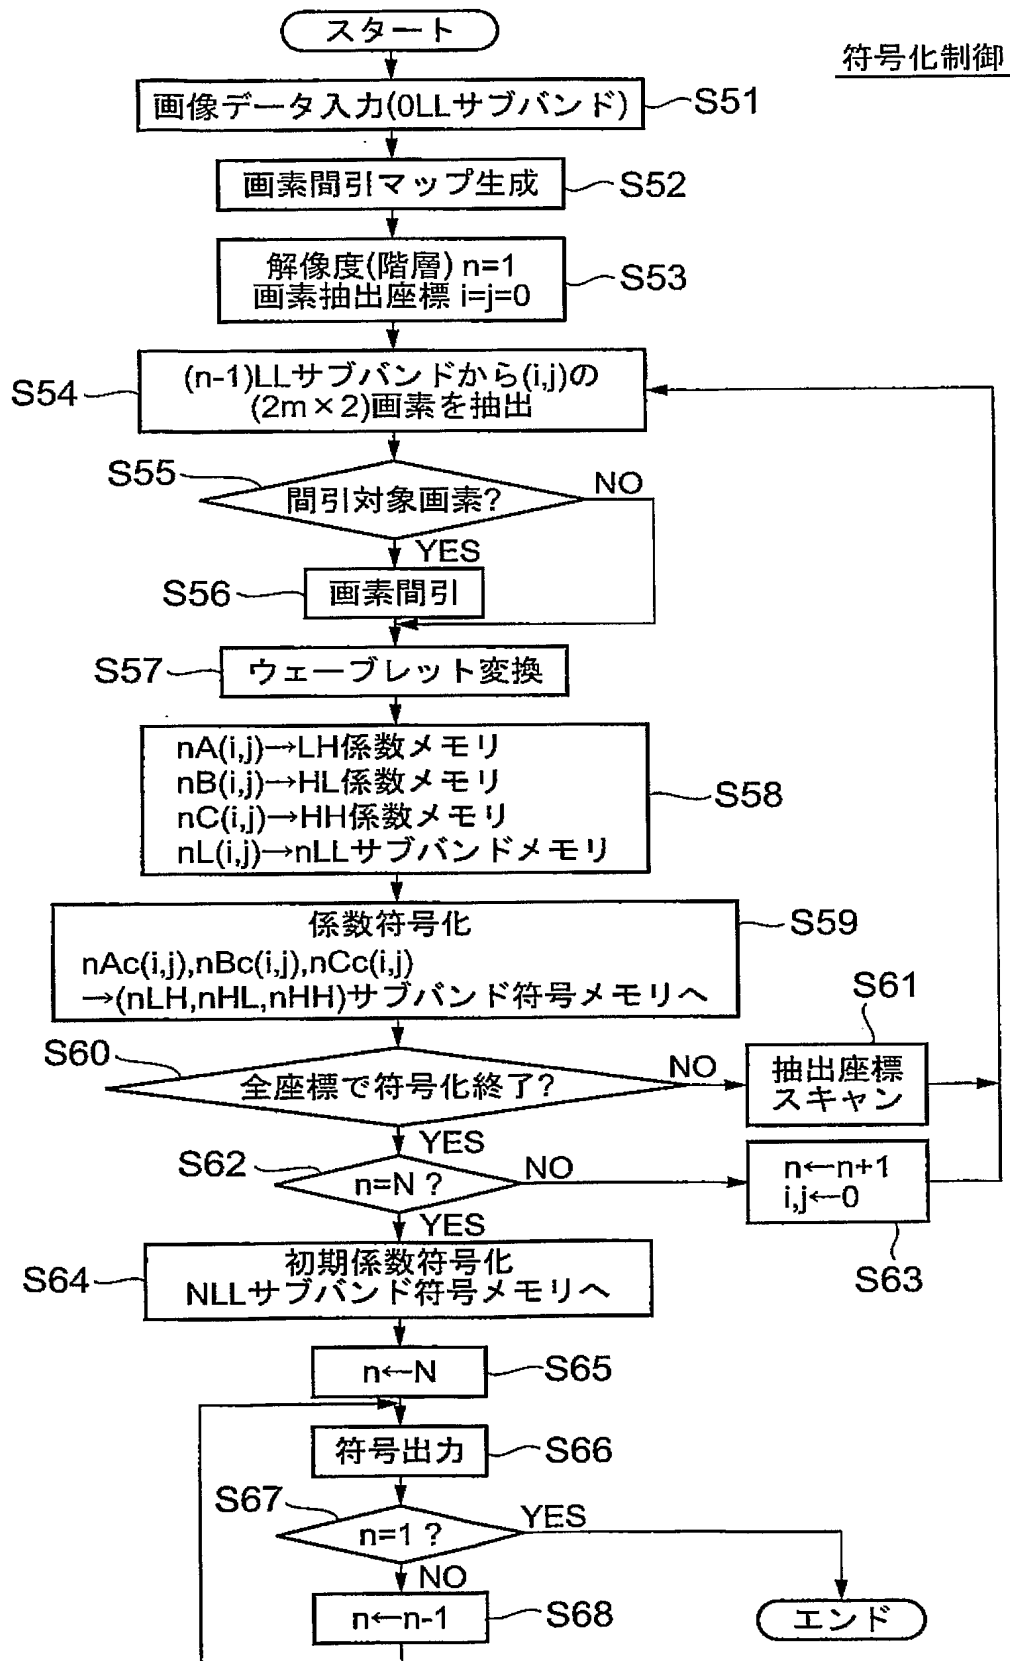 スタート
符号化制御
画像データ入力(0LLサブバンド)
S51
画素間引マップ生成
S52
解像度(階層) n=1
画素抽出座標 i=j=0
S53
(n-1)LLサブバンドから(i,j)の
(2m×2)画素を抽出
S54
S55
間引対象画素?
NO
YES
S56
画素間引
S57
ウェーブレット変換
nA(i,j)→LH係数メモリ
nB(i,j)→HL係数メモリ
nC(i,j)→HH係数メモリ
nL(i,j)→nLLサブバンドメモリ
S58
係数符号化
nAc(i,j),nBc(i,j),nCc(i,j)
→(nLH,nHL,nHH)サブバンド符号メモリへ
S59
S60
全座標で符号化終了?
NO
S61
抽出座標
スキャン
YES
S62
n=N ?
NO
n←n+1
i,j←0
S63
YES
S64
初期係数符号化
NLLサブバンド符号メモリへ
n←N
S65
符号出力
S66
S67
n=1 ?
YES
NO
n←n-1
S68
エンド